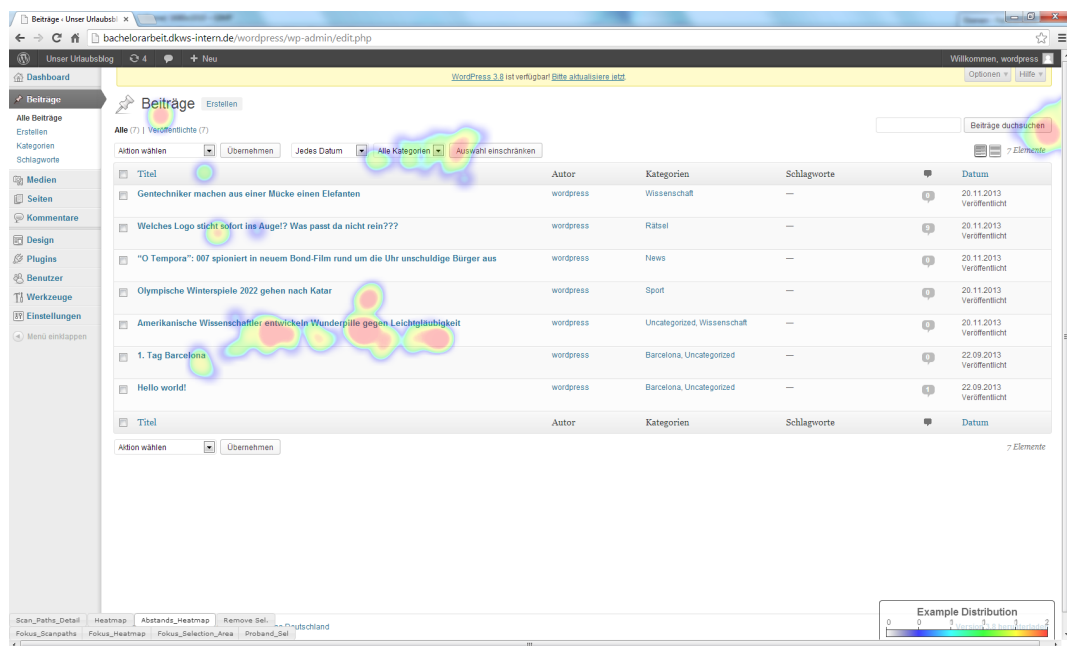 Beiträge ‹ Unser Urlaubsbl
bachelorarbeit.dkws-intern.de/wordpress/wp-admin/edit.php
Unser Urlaubsblog 4 + Neu Willkommen, wordpress
Dashboard
Beiträge
Alle Beiträge
Erstellen
Kategorien
Schlagworte
Medien
Seiten
Kommentare
Design
Plugins
Benutzer
Werkzeuge
Einstellungen
Menü einklappen
WordPress 3.8 ist verfügbar! Bitte aktualisiere jetzt.
Optionen Hilfe
Beiträge Erstellen
Alle (7) | Veröffentlichte (7)
Beiträge duchsuchen
Aktion wählen Übernehmen Jedes Datum Alle Kategorien Auswahl einschränken 7 Elemente
Titel Autor Kategorien Schlagworte Datum
Gentechniker machen aus einer Mücke einen Elefanten wordpress Wissenschaft — 0 20.11.2013
Veröffentlicht
Welches Logo sticht sofort ins Auge!? Was passt da nicht rein??? wordpress Rätsel — 0 20.11.2013
Veröffentlicht
"O Tempora": 007 spioniert in neuem Bond-Film rund um die Uhr unschuldige Bürger aus wordpress News — 0 20.11.2013
Veröffentlicht
Olympische Winterspiele 2022 gehen nach Katar wordpress Sport — 0 20.11.2013
Veröffentlicht
Amerikanische Wissenschaftler entwickeln Wunderpille gegen Leichtgläubigkeit wordpress Uncategorized, Wissenschaft — 0 20.11.2013
Veröffentlicht
1. Tag Barcelona wordpress Barcelona, Uncategorized — 0 22.09.2013
Veröffentlicht
Hello world! wordpress Barcelona, Uncategorized — 1 22.09.2013
Veröffentlicht
Titel Autor Kategorien Schlagworte Datum
Aktion wählen Übernehmen 7 Elemente
Scan_Paths_Detail Heatmap Abstands_Heatmap Remove Sel.
Deutschland
Fokus_Scanpaths Fokus_Heatmap Fokus_Selection_Area Proband_Sel
Example Distribution
0 0 1 1 1 2